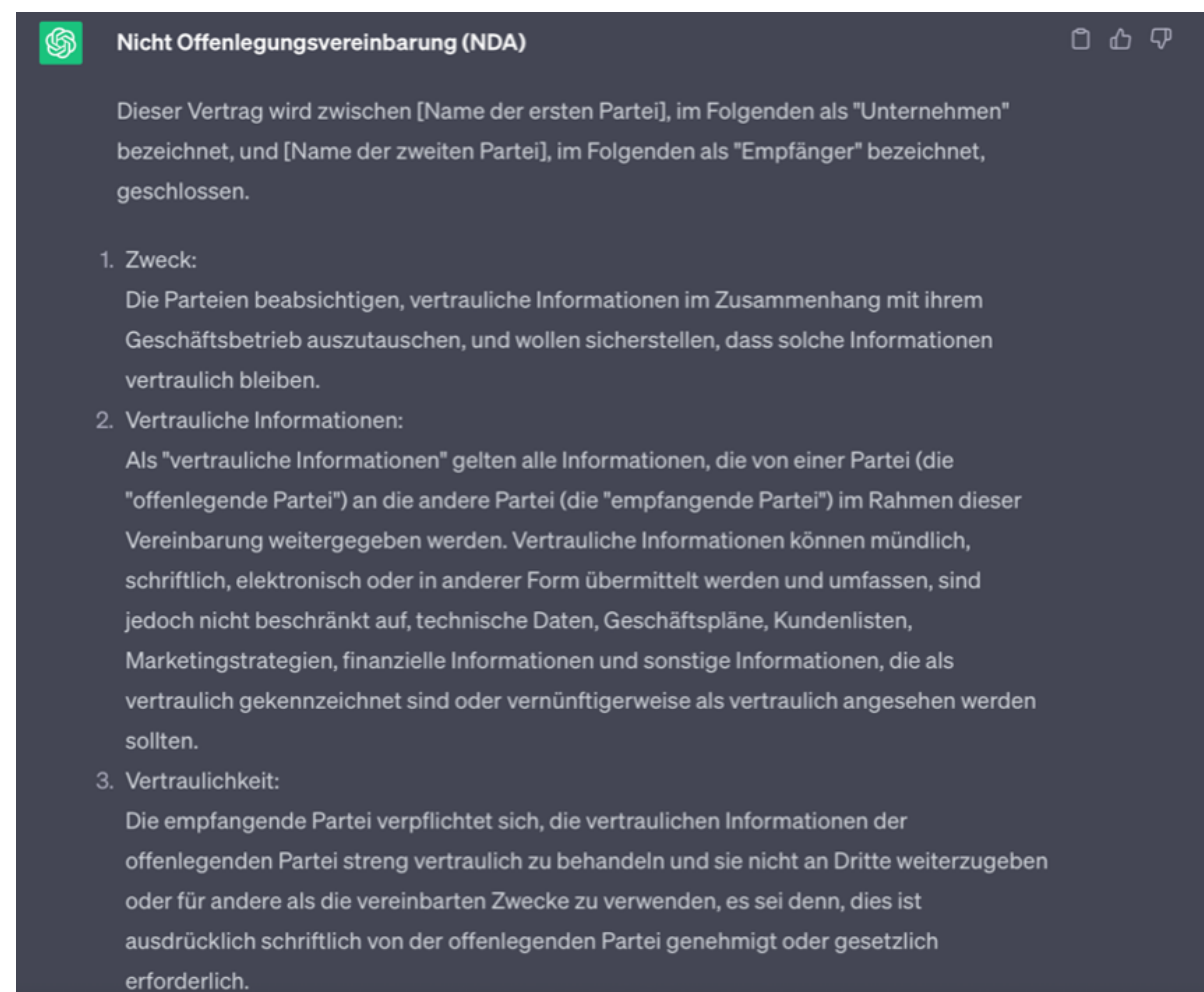 Nicht Offenlegungsvereinbarung (NDA)
Dieser Vertrag wird zwischen [Name der ersten Partei], im Folgenden als "Unternehmen"
bezeichnet, und [Name der zweiten Partei], im Folgenden als "Empfänger" bezeichnet,
geschlossen.
1. Zweck:
Die Parteien beabsichtigen, vertrauliche Informationen im Zusammenhang mit ihrem
Geschäftsbetrieb auszutauschen, und wollen sicherstellen, dass solche Informationen
vertraulich bleiben.
2. Vertrauliche Informationen:
Als "vertrauliche Informationen" gelten alle Informationen, die von einer Partei (die
"offenlegende Partei") an die andere Partei (die "empfangende Partei") im Rahmen dieser
Vereinbarung weitergegeben werden. Vertrauliche Informationen können mündlich,
schriftlich, elektronisch oder in anderer Form übermittelt werden und umfassen, sind
jedoch nicht beschränkt auf, technische Daten, Geschäftspläne, Kundenlisten,
Marketingstrategien, finanzielle Informationen und sonstige Informationen, die als
vertraulich gekennzeichnet sind oder vernünftigerweise als vertraulich angesehen werden
sollten.
3. Vertraulichkeit:
Die empfangende Partei verpflichtet sich, die vertraulichen Informationen der
offenlegenden Partei streng vertraulich zu behandeln und sie nicht an Dritte weiterzugeben
oder für andere als die vereinbarten Zwecke zu verwenden, es sei denn, dies ist
ausdrücklich schriftlich von der offenlegenden Partei genehmigt oder gesetzlich
erforderlich.